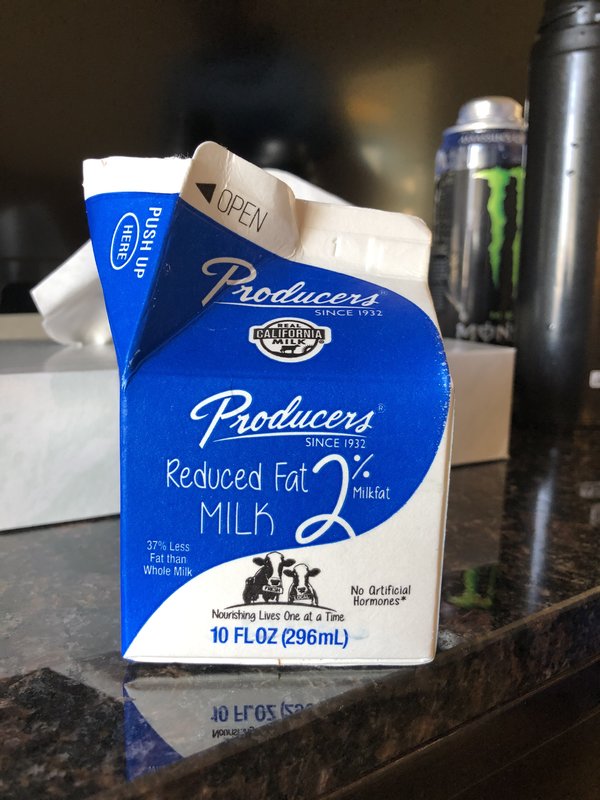 ◀ OPEN
PUSH UP
HERE
Producers®
SINCE 1932
REAL
CALIFORNIA
MILK
Producers®
SINCE 1932
Reduced Fat 2%
Milkfat
MILK
37% Less
Fat than
Whole Milk
No Artificial
Hormones*
Nourishing Lives One at a Time
10 FL OZ (296mL)
MON